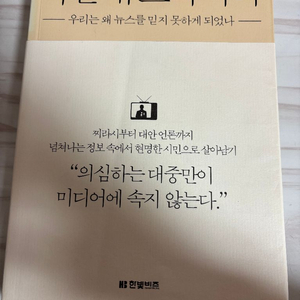 우리는 왜 뉴스를 믿지 못하게 되었나
찌라시부터 대안 언론까지
넘쳐나는 정보 속에서 현명한 시민으로 살아남기
“의심하는 대중만이
미디어에 속지 않는다.”
한빛비즈